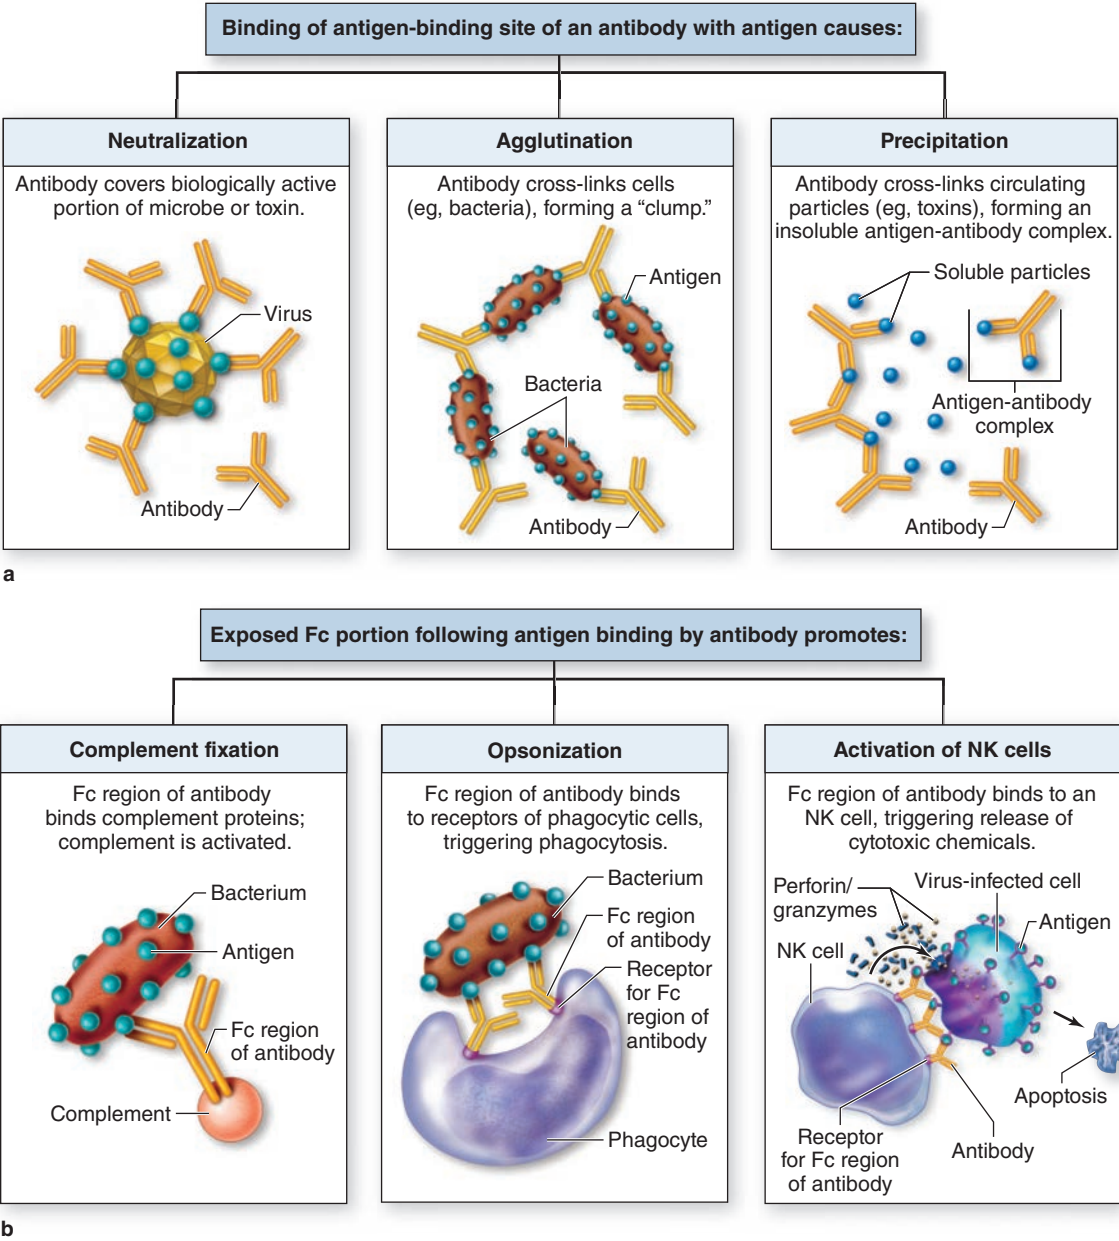 Binding of antigen-binding site of an antibody with antigen causes:
Neutralization
Antibody covers biologically active
portion of microbe or toxin.
Virus
Antibody
Agglutination
Antibody cross-links cells
(eg, bacteria), forming a “clump.”
Antigen
Bacteria
Antibody
Precipitation
Antibody cross-links circulating
particles (eg, toxins), forming an
insoluble antigen-antibody complex.
Soluble particles
Antigen-antibody
complex
Antibody
a
Exposed Fc portion following antigen binding by antibody promotes:
Complement fixation
Fc region of antibody
binds complement proteins;
complement is activated.
Bacterium
Antigen
Fc region
of antibody
Complement
Opsonization
Fc region of antibody binds
to receptors of phagocytic cells,
triggering phagocytosis.
Bacterium
Fc region
of antibody
Receptor
for Fc
region of
antibody
Phagocyte
Activation of NK cells
Fc region of antibody binds to an
NK cell, triggering release of
cytotoxic chemicals.
Perforin/
granzymes
Virus-infected cell
Antigen
NK cell
Apoptosis
Receptor
for Fc region
of antibody
Antibody
b